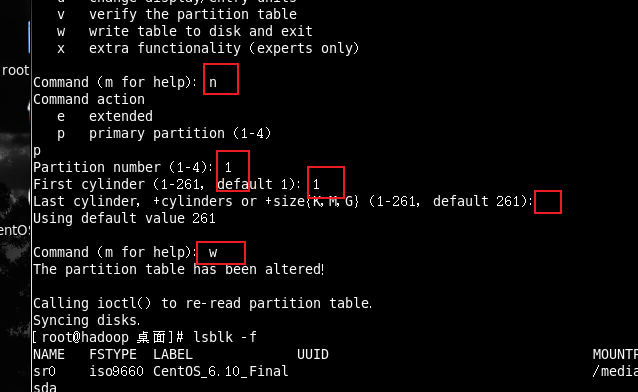 change display/entry units
v verify the partition table
w write table to disk and exit
x extra functionality (experts only)
root
Command (m for help): n
Command action
e extended
p primary partition (1-4)
p
Partition number (1-4): 1
First cylinder (1-261, default 1): 1
Last cylinder, +cylinders or +size{K,M,G} (1-261, default 261):
Using default value 261
entOS
Command (m for help): w
The partition table has been altered!
Calling ioctl() to re-read partition table.
Syncing disks.
[root@hadoop 桌面]# lsblk -f
NAME FSTYPE LABEL UUID MOUNTP
sr0 iso9660 CentOS_6.10_Final /media
sda